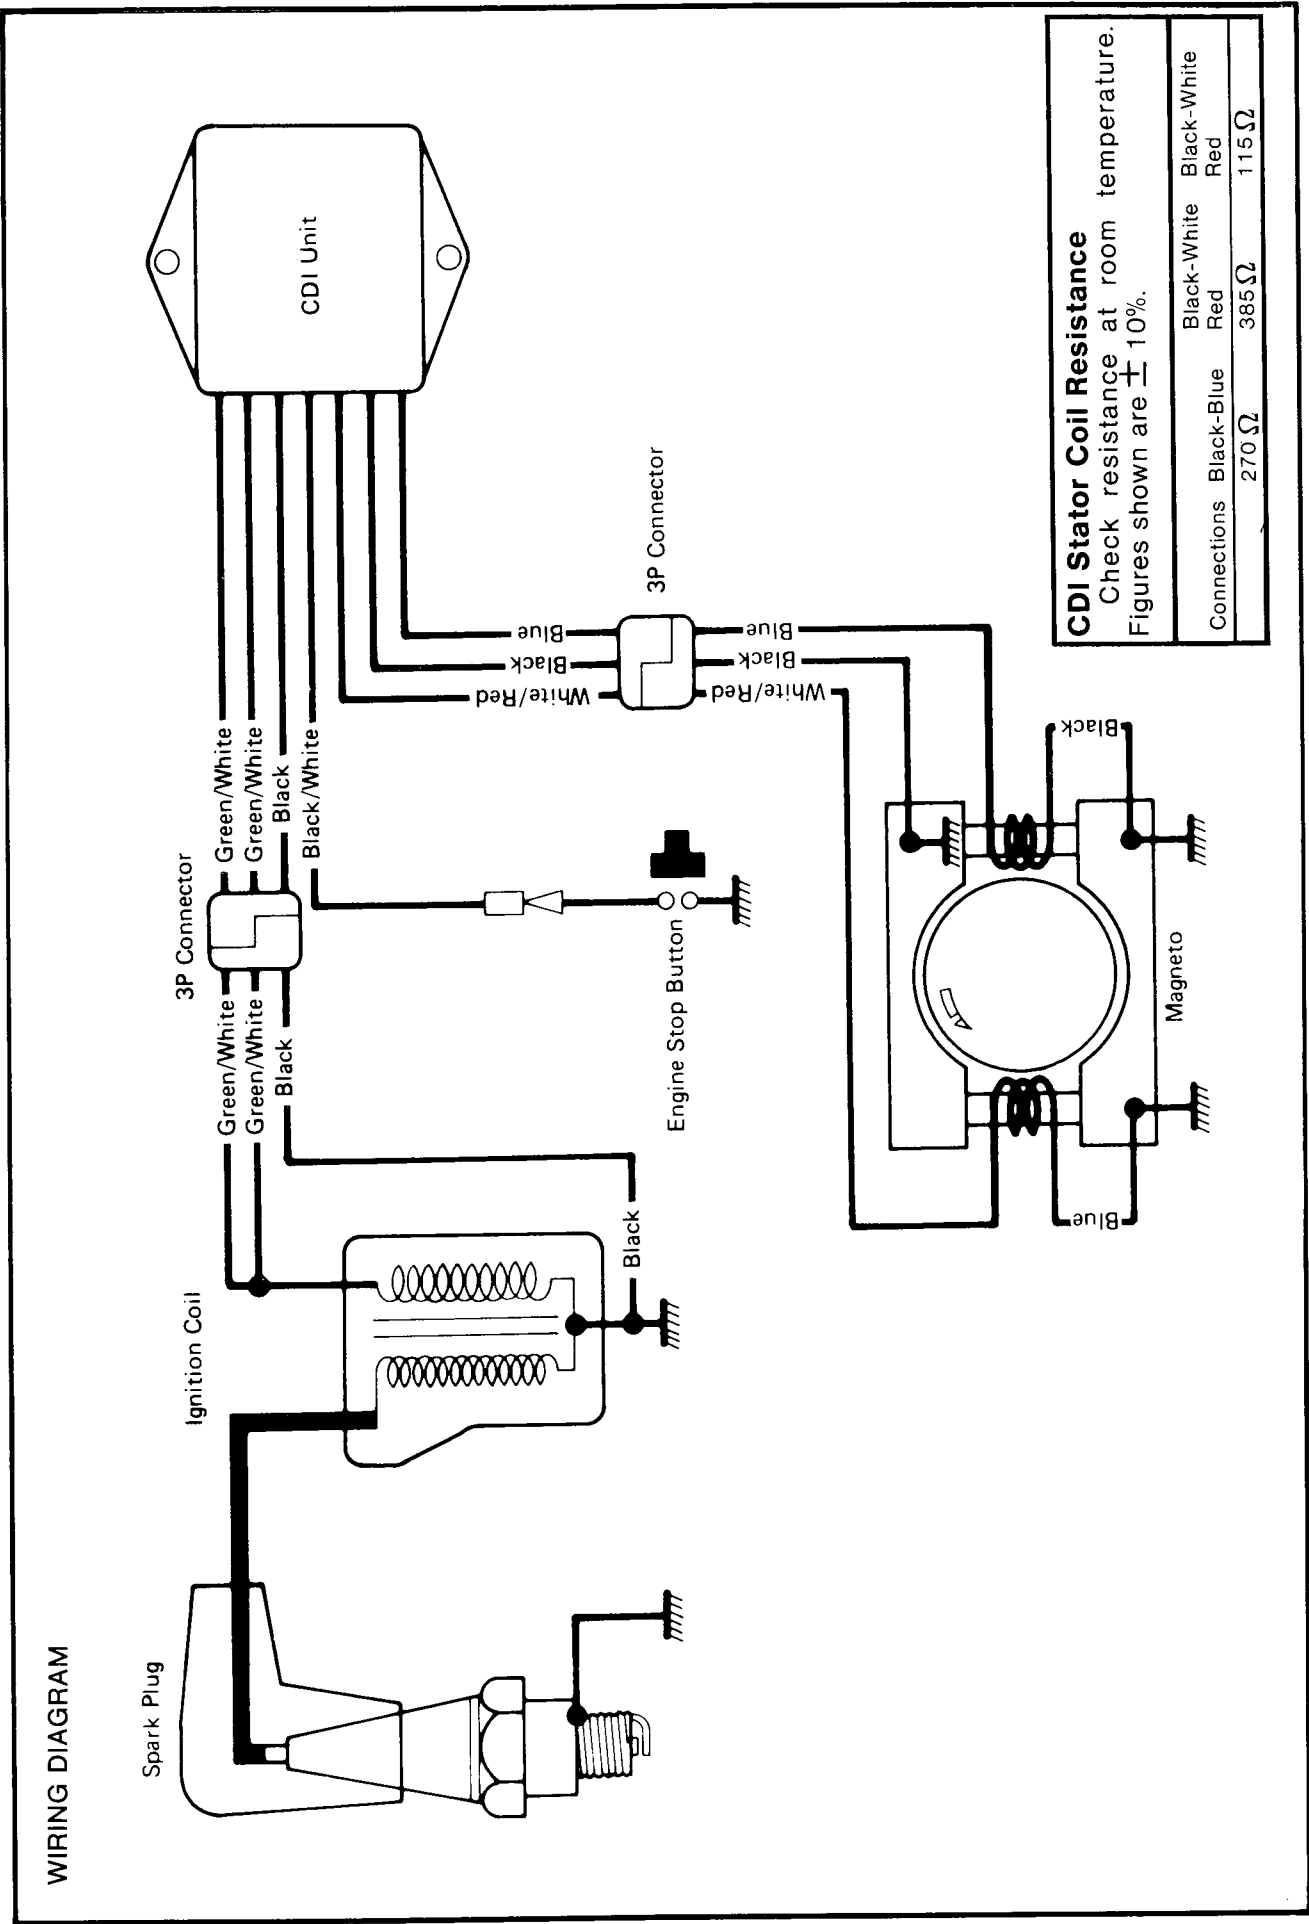 WIRING DIAGRAM
Spark Plug
Ignition Coil
3P Connector
Green/White
Green/White
Black
Green/White
Green/White
Black
Black/White
CDI Unit
Black
Engine Stop Button
Blue
Black
White/Red
3P Connector
Blue
Black
White/Red
Blue
Black
Magneto
CDI Stator Coil Resistance
Check resistance at room temperature.
Figures shown are ± 10%.
Connections Black-Blue Black-White Red Black-White Red
270 Ω 385 Ω 115 Ω